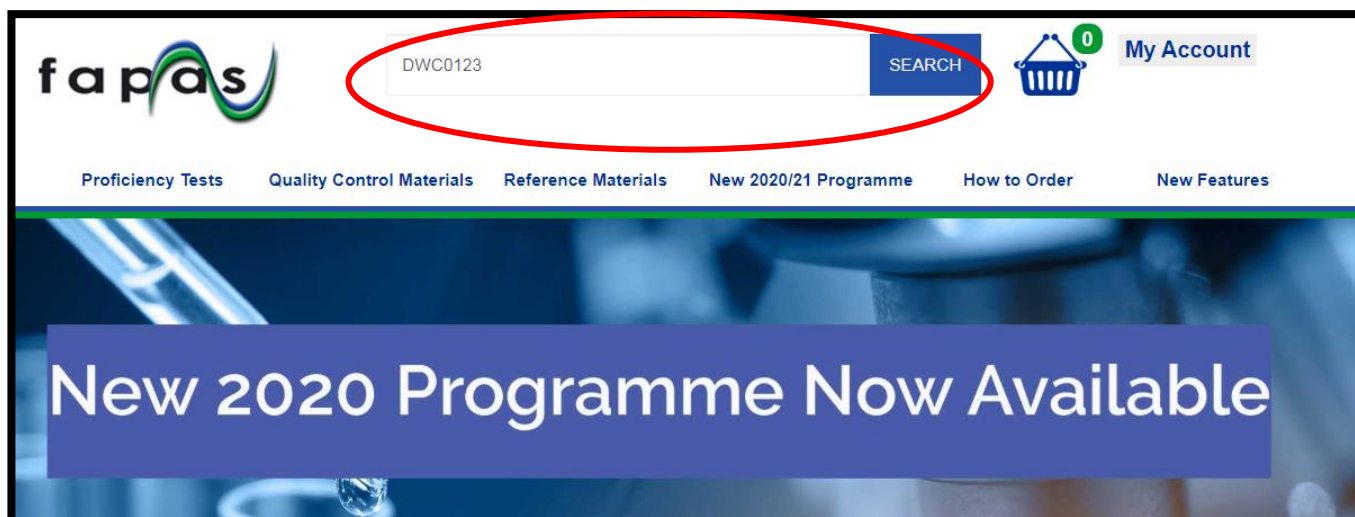 fapas
DWC0123
SEARCH
0
My Account
Proficiency Tests
Quality Control Materials
Reference Materials
New 2020/21 Programme
How to Order
New Features
New 2020 Programme Now Available